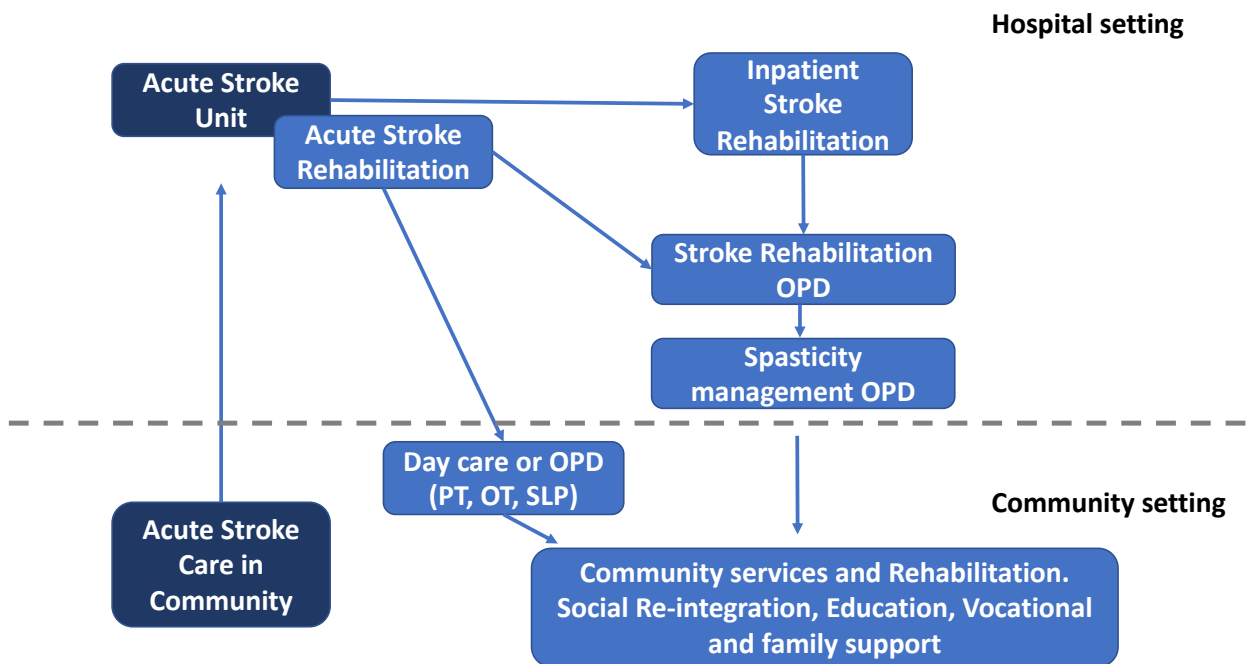 Hospital setting
Acute Stroke
Unit
Inpatient
Stroke
Rehabilitation
Acute Stroke
Rehabilitation
Stroke Rehabilitation
OPD
Spasticity
management OPD
Day care or OPD
(PT, OT, SLP)
Community setting
Acute Stroke
Care in
Community
Community services and Rehabilitation.
Social Re-integration, Education, Vocational
and family support